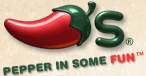 's®
PEPPER IN SOME FUN™